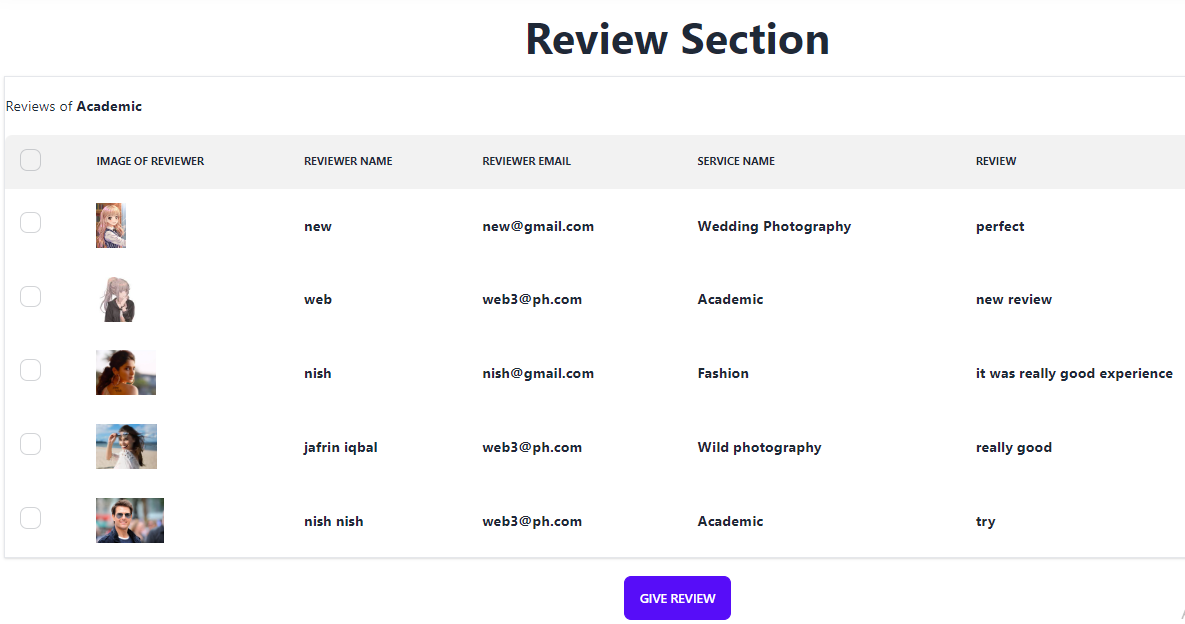 Review Section
Reviews of Academic
IMAGE OF REVIEWER REVIEWER NAME REVIEWER EMAIL SERVICE NAME REVIEW
new new@gmail.com Wedding Photography perfect
web web3@ph.com Academic new review
nish nish@gmail.com Fashion it was really good experience
jafrin iqbal web3@ph.com Wild photography really good
nish nish web3@ph.com Academic try
GIVE REVIEW